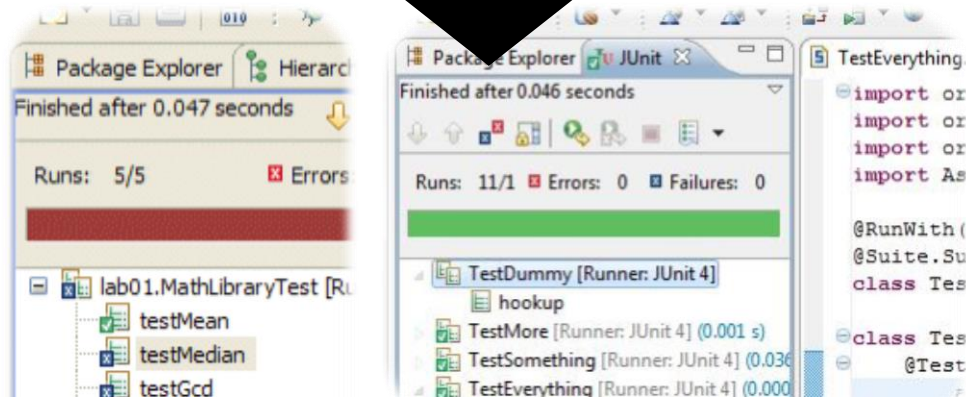 010
Package Explorer Hierarc
Finished after 0.047 seconds
Runs: 5/5 Errors
lab01.MathLibraryTest [Ru
testMean
testMedian
testGcd
Package Explorer JUnit
Finished after 0.046 seconds
Runs: 11/1 Errors: 0 Failures: 0
TestDummy [Runner: JUnit 4]
hookup
TestMore [Runner: JUnit 4] (0.001 s)
TestSomething [Runner: JUnit 4] (0.036
TestEverything [Runner: JUnit 4] (0.000
TestEverything.
import or
import or
import or
import As
@RunWith(
@Suite.Su
class Tes
class Tes
@Test